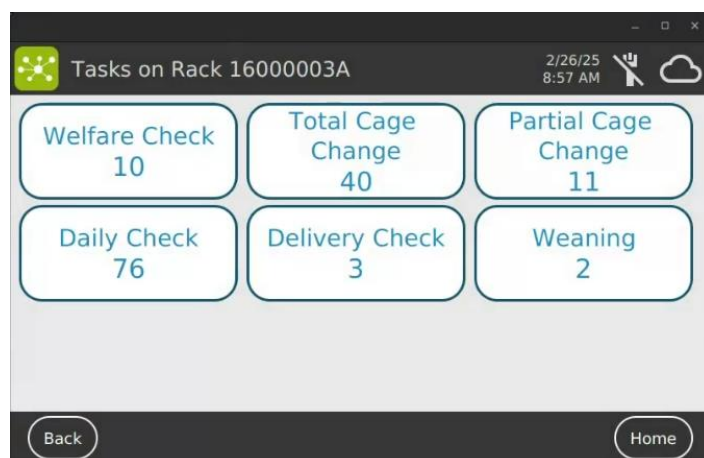 Tasks on Rack 16000003A
2/26/25
8:57 AM
Welfare Check
10
Total Cage
Change
40
Partial Cage
Change
11
Daily Check
76
Delivery Check
3
Weaning
2
Back
Home